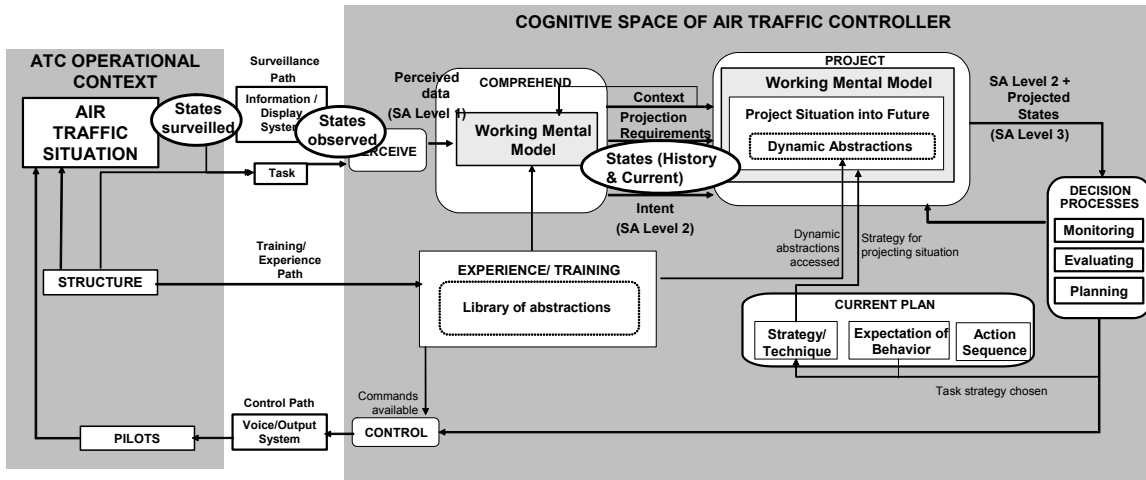 COGNITIVE SPACE OF AIR TRAFFIC CONTROLLER
ATC OPERATIONAL
CONTEXT
AIR
TRAFFIC
SITUATION
States
surveilled
Surveillance
Path
Information /
Display
System
States
observed
Task
Perceived
data
(SA Level 1)
PERCEIVE
COMPREHEND
Working Mental
Model
Context
Projection
Requirements
States (History
& Current)
Intent
(SA Level 2)
PROJECT
Working Mental Model
Project Situation into Future
Dynamic Abstractions
SA Level 2 +
Projected
States
(SA Level 3)
DECISION
PROCESSES
Monitoring
Evaluating
Planning
Dynamic
abstractions
accessed
Strategy for
projecting situation
Training/
Experience
Path
STRUCTURE
EXPERIENCE/ TRAINING
Library of abstractions
CURRENT PLAN
Strategy/
Technique
Expectation of
Behavior
Action
Sequence
Task strategy chosen
Commands
available
Control Path
Voice/Output
System
CONTROL
PILOTS